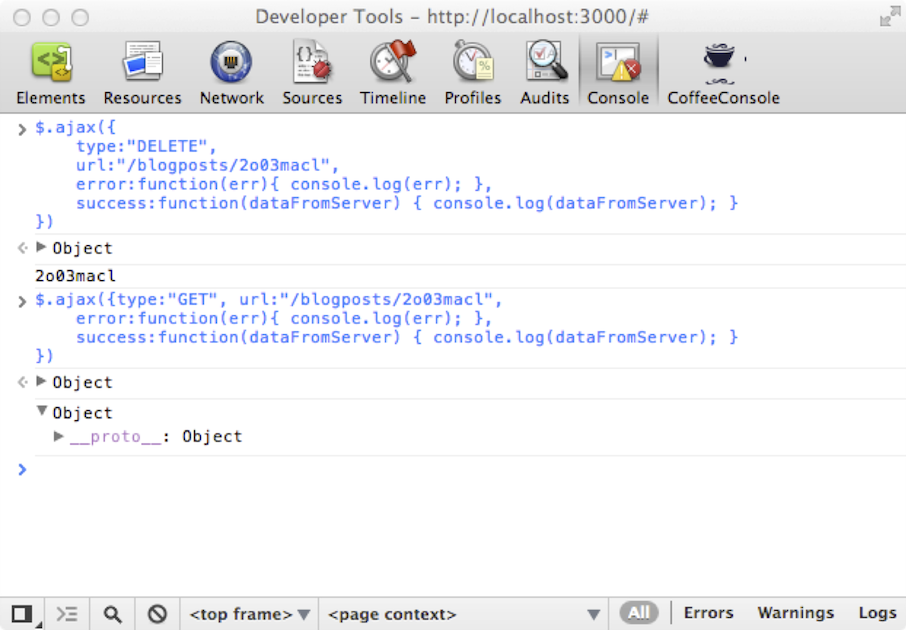 Developer Tools – http://localhost:3000/#
Elements Resources Network Sources Timeline Profiles Audits Console CoffeeConsole
> $.ajax({
type:"DELETE",
url:"/blogposts/2o03macl",
error:function(err){ console.log(err); },
success:function(dataFromServer) { console.log(dataFromServer); }
})
Object
2o03macl
> $.ajax({type:"GET", url:"/blogposts/2o03macl",
error:function(err){ console.log(err); },
success:function(dataFromServer) { console.log(dataFromServer); }
})
Object
Object
__proto__: Object
>
<top frame> <page context> All Errors Warnings Logs